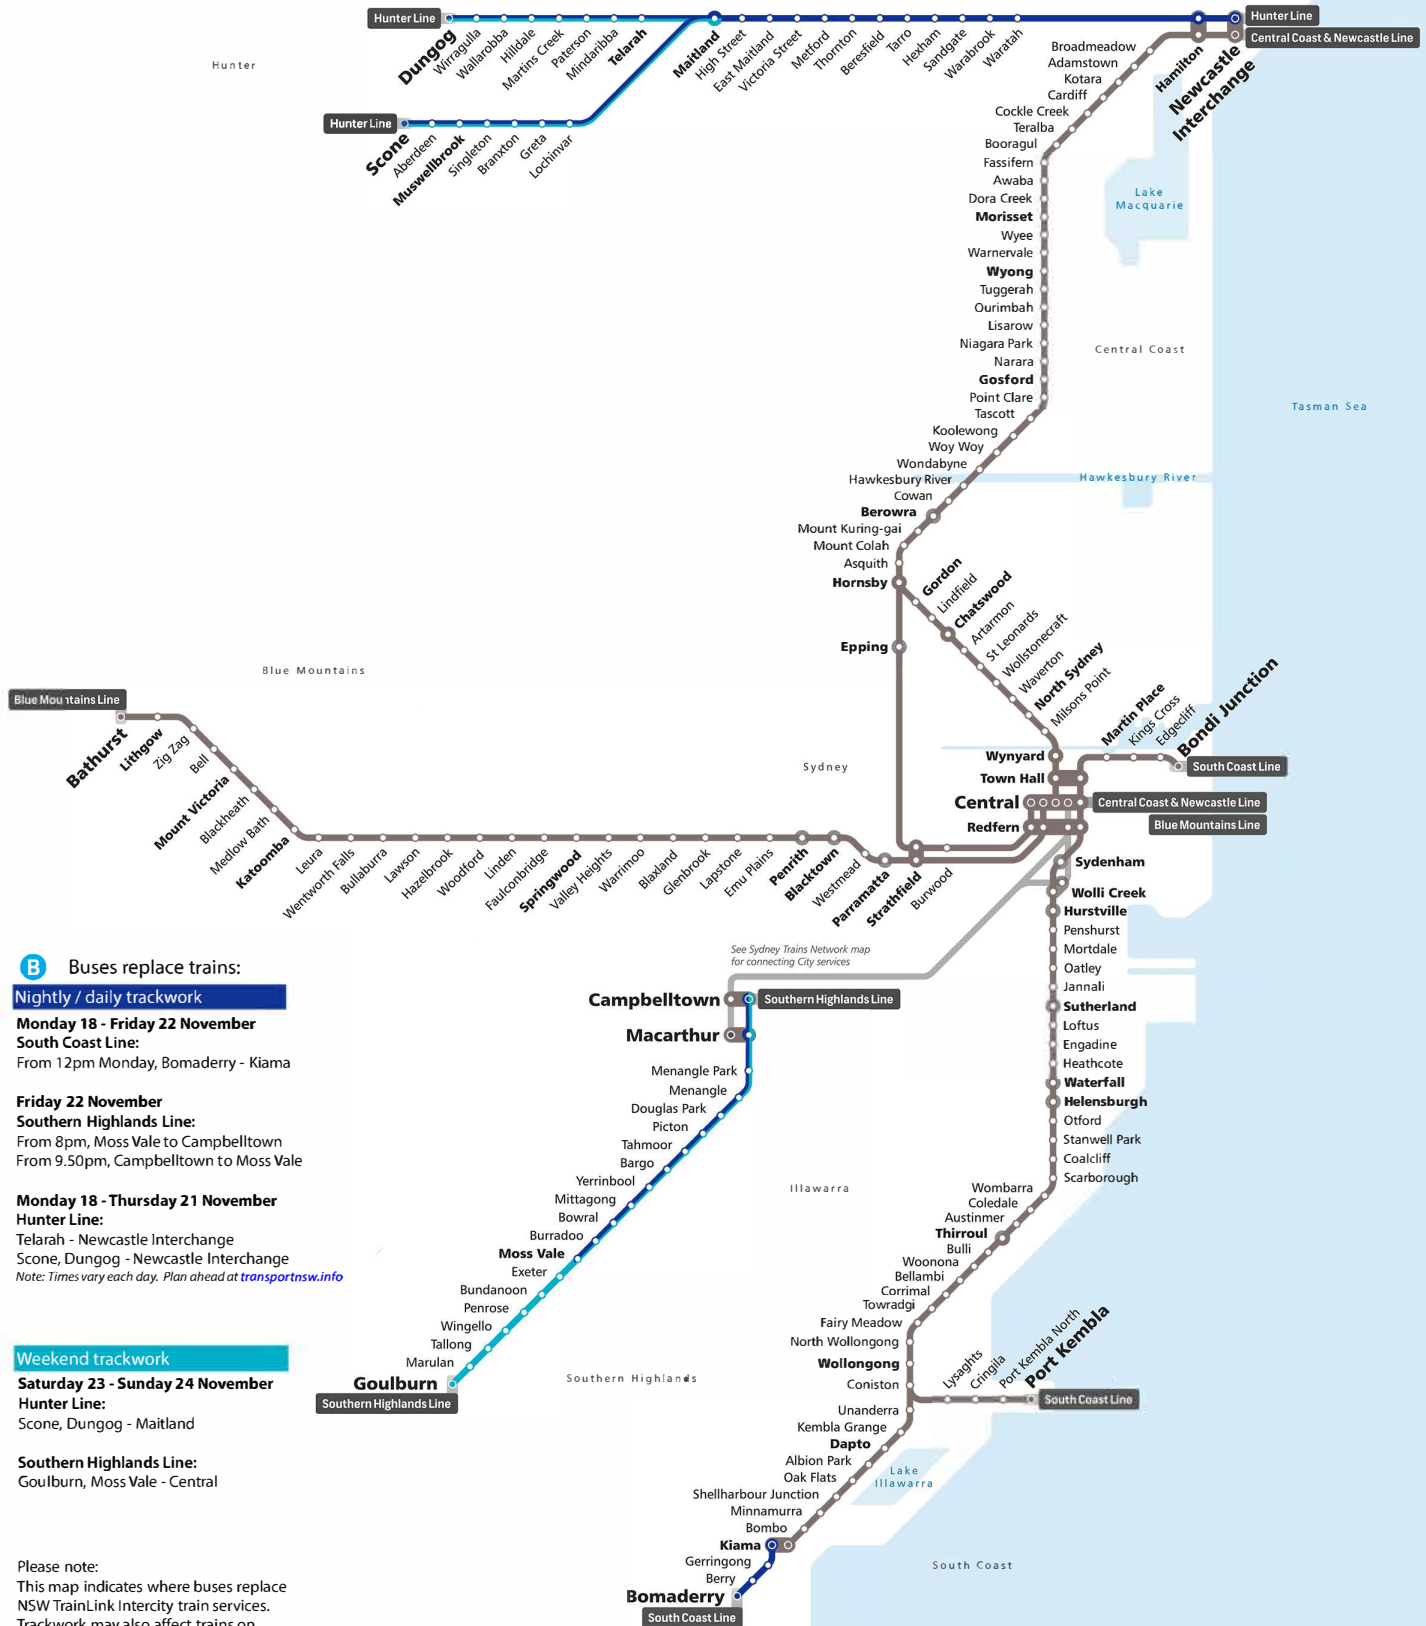 Hunter Line
Dungog
Wirragulla
Wallarobba
Hilldale
Martins Creek
Paterson
Mindaribba
Telarah
Maitland
High Street
East Maitland
Victoria Street
Metford
Thornton
Beresfield
Tarro
Hexham
Sandgate
Warabrook
Waratah
Hamilton
Newcastle
Interchange
Hunter Line
Central Coast & Newcastle Line
Hunter
Hunter Line
Scone
Aberdeen
Muswellbrook
Singleton
Branxton
Greta
Lochinvar
Broadmeadow
Adamstown
Kotara
Cardiff
Cockle Creek
Teralba
Booragul
Fassifern
Awaba
Dora Creek
Morisset
Wyee
Warnervale
Wyong
Tuggerah
Ourimbah
Lisarow
Niagara Park
Narara
Gosford
Point Clare
Tascott
Koolewong
Woy Woy
Wondabyne
Hawkesbury River
Cowan
Berowra
Mount Kuring-gai
Mount Colah
Asquith
Hornsby
Lake
Macquarie
Central Coast
Tasman Sea
Hawkesbury River
Gordon
Lindfield
Chatswood
Artarmon
St Leonards
Wollstonecraft
Waverton
North Sydney
Milsons Point
Epping
Blue Mountains
Blue Mountains Line
Bathurst
Lithgow
Zig Zag
Bell
Mount Victoria
Blackheath
Medlow Bath
Katoomba
Leura
Wentworth Falls
Bullaburra
Lawson
Hazelbrook
Woodford
Linden
Faulconbridge
Springwood
Valley Heights
Warrimoo
Blaxland
Glenbrook
Lapstone
Emu Plains
Penrith
Blacktown
Westmead
Parramatta
Strathfield
Burwood
Sydney
Wynyard
Town Hall
Central
Redfern
Martin Place
Kings Cross
Edgecliff
Bondi Junction
South Coast Line
Central Coast & Newcastle Line
Blue Mountains Line
Sydenham
Wolli Creek
Hurstville
Penshurst
Mortdale
Oatley
Jannali
Sutherland
Loftus
Engadine
Heathcote
Waterfall
Helensburgh
Otford
Stanwell Park
Coalcliff
Scarborough
Wombarra
Coledale
Austinmer
Thirroul
Bulli
Woonona
Bellambi
Corrimal
Towradgi
Fairy Meadow
North Wollongong
Wollongong
Coniston
Lysaghts
Cringila
Port Kembla North
Port Kembla
South Coast Line
Unanderra
Kembla Grange
Dapto
Albion Park
Oak Flats
Shellharbour Junction
Minnamurra
Bombo
Kiama
Gerringong
Berry
Bomaderry
South Coast Line
Lake
Illawarra
South Coast
Illawarra
See Sydney Trains Network map
for connecting City services
Campbelltown
Southern Highlands Line
Macarthur
Menangle Park
Menangle
Douglas Park
Picton
Tahmoor
Bargo
Yerrinbool
Mittagong
Bowral
Burradoo
Moss Vale
Exeter
Bundanoon
Penrose
Wingello
Tallong
Marulan
Goulburn
Southern Highlands Line
Southern Highlands
B Buses replace trains:
Nightly / daily trackwork
Monday 18 - Friday 22 November
South Coast Line:
From 12pm Monday, Bomaderry - Kiama
Friday 22 November
Southern Highlands Line:
From 8pm, Moss Vale to Campbelltown
From 9.50pm, Campbelltown to Moss Vale
Monday 18 - Thursday 21 November
Hunter Line:
Telarah - Newcastle Interchange
Scone, Dungog - Newcastle Interchange
Note: Times vary each day. Plan ahead at transportnsw.info
Weekend trackwork
Saturday 23 - Sunday 24 November
Hunter Line:
Scone, Dungog - Maitland
Southern Highlands Line:
Goulburn, Moss Vale - Central
Please note:
This map indicates where buses replace
NSW TrainLink Intercity train services.
Trackwork may also affect trains on